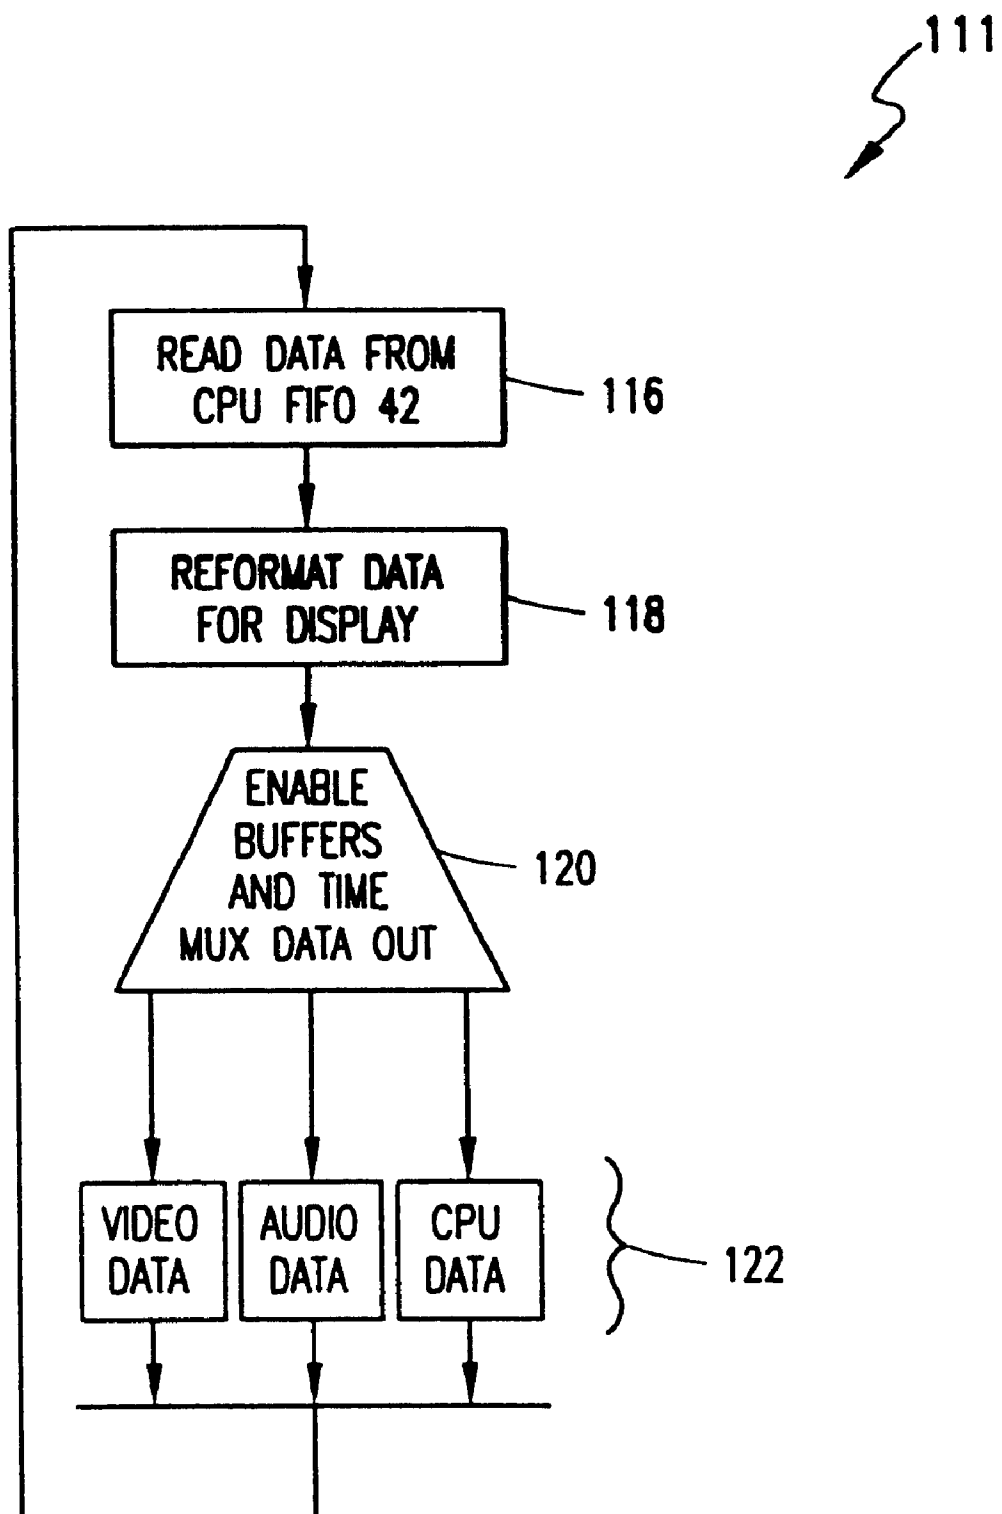 111
READ DATA FROM
CPU FIFO 42
116
REFORMAT DATA
FOR DISPLAY
118
ENABLE
BUFFERS
AND TIME
MUX DATA OUT
120
VIDEO
DATA
AUDIO
DATA
CPU
DATA
122